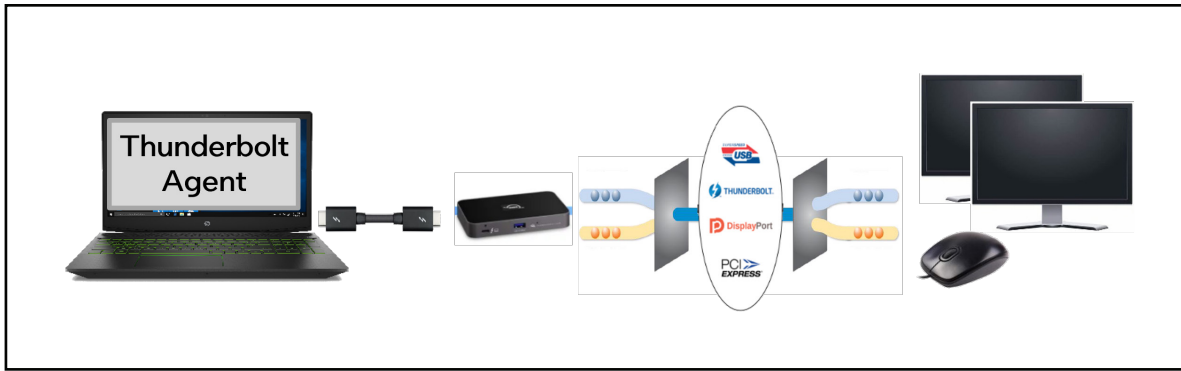 Thunderbolt
Agent
USB
THUNDERBOLT.
DisplayPort
PCI
EXPRESS